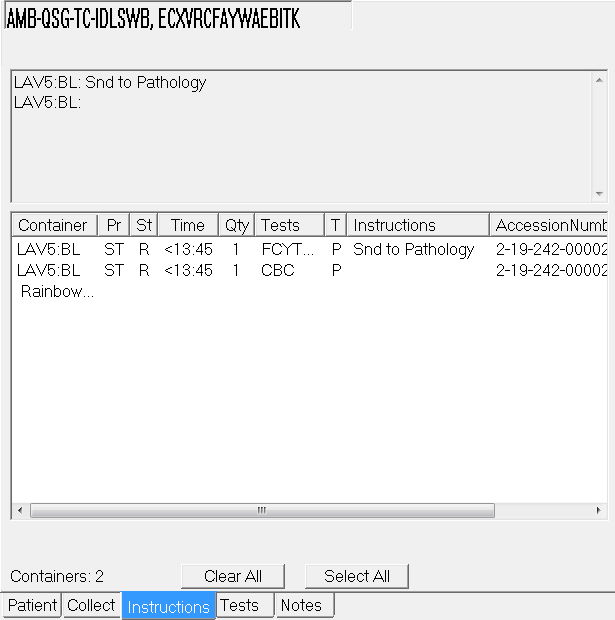 AMB-QSG-TC-IDLSWB, ECXVRCFAYWAEBITK
LAV5:BL: Snd to Pathology
LAV5:BL:
Container Pr St Time Qty Tests T Instructions AccessionNumb
LAV5:BL ST R <13:45 1 FCYT... P Snd to Pathology 2-19-242-00002
LAV5:BL ST R <13:45 1 CBC P 2-19-242-00002
Rainbow...
Containers: 2 Clear All Select All
Patient Collect Instructions Tests Notes